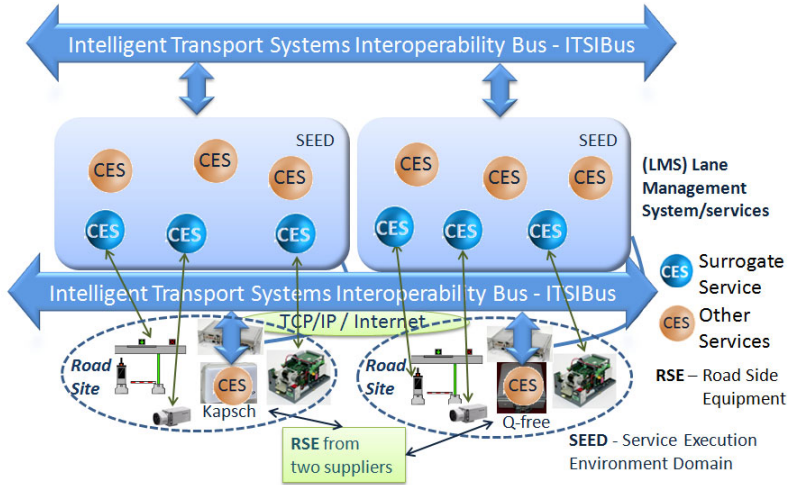 Intelligent Transport Systems Interoperability Bus - ITSIBus
SEED
SEED
CES
CES
CES
CES
CES
CES
CES
CES
CES
CES
CES
CES
(LMS) Lane
Management
System/services
Intelligent Transport Systems Interoperability Bus - ITSIBus
TCP/IP / Internet
CES
Surrogate
Service
CES
Other
Services
RSE – Road Side
Equipment
Road
Site
CES
Kapsch
Road
Site
CES
Q-free
RSE from
two suppliers
SEED - Service Execution
Environment Domain